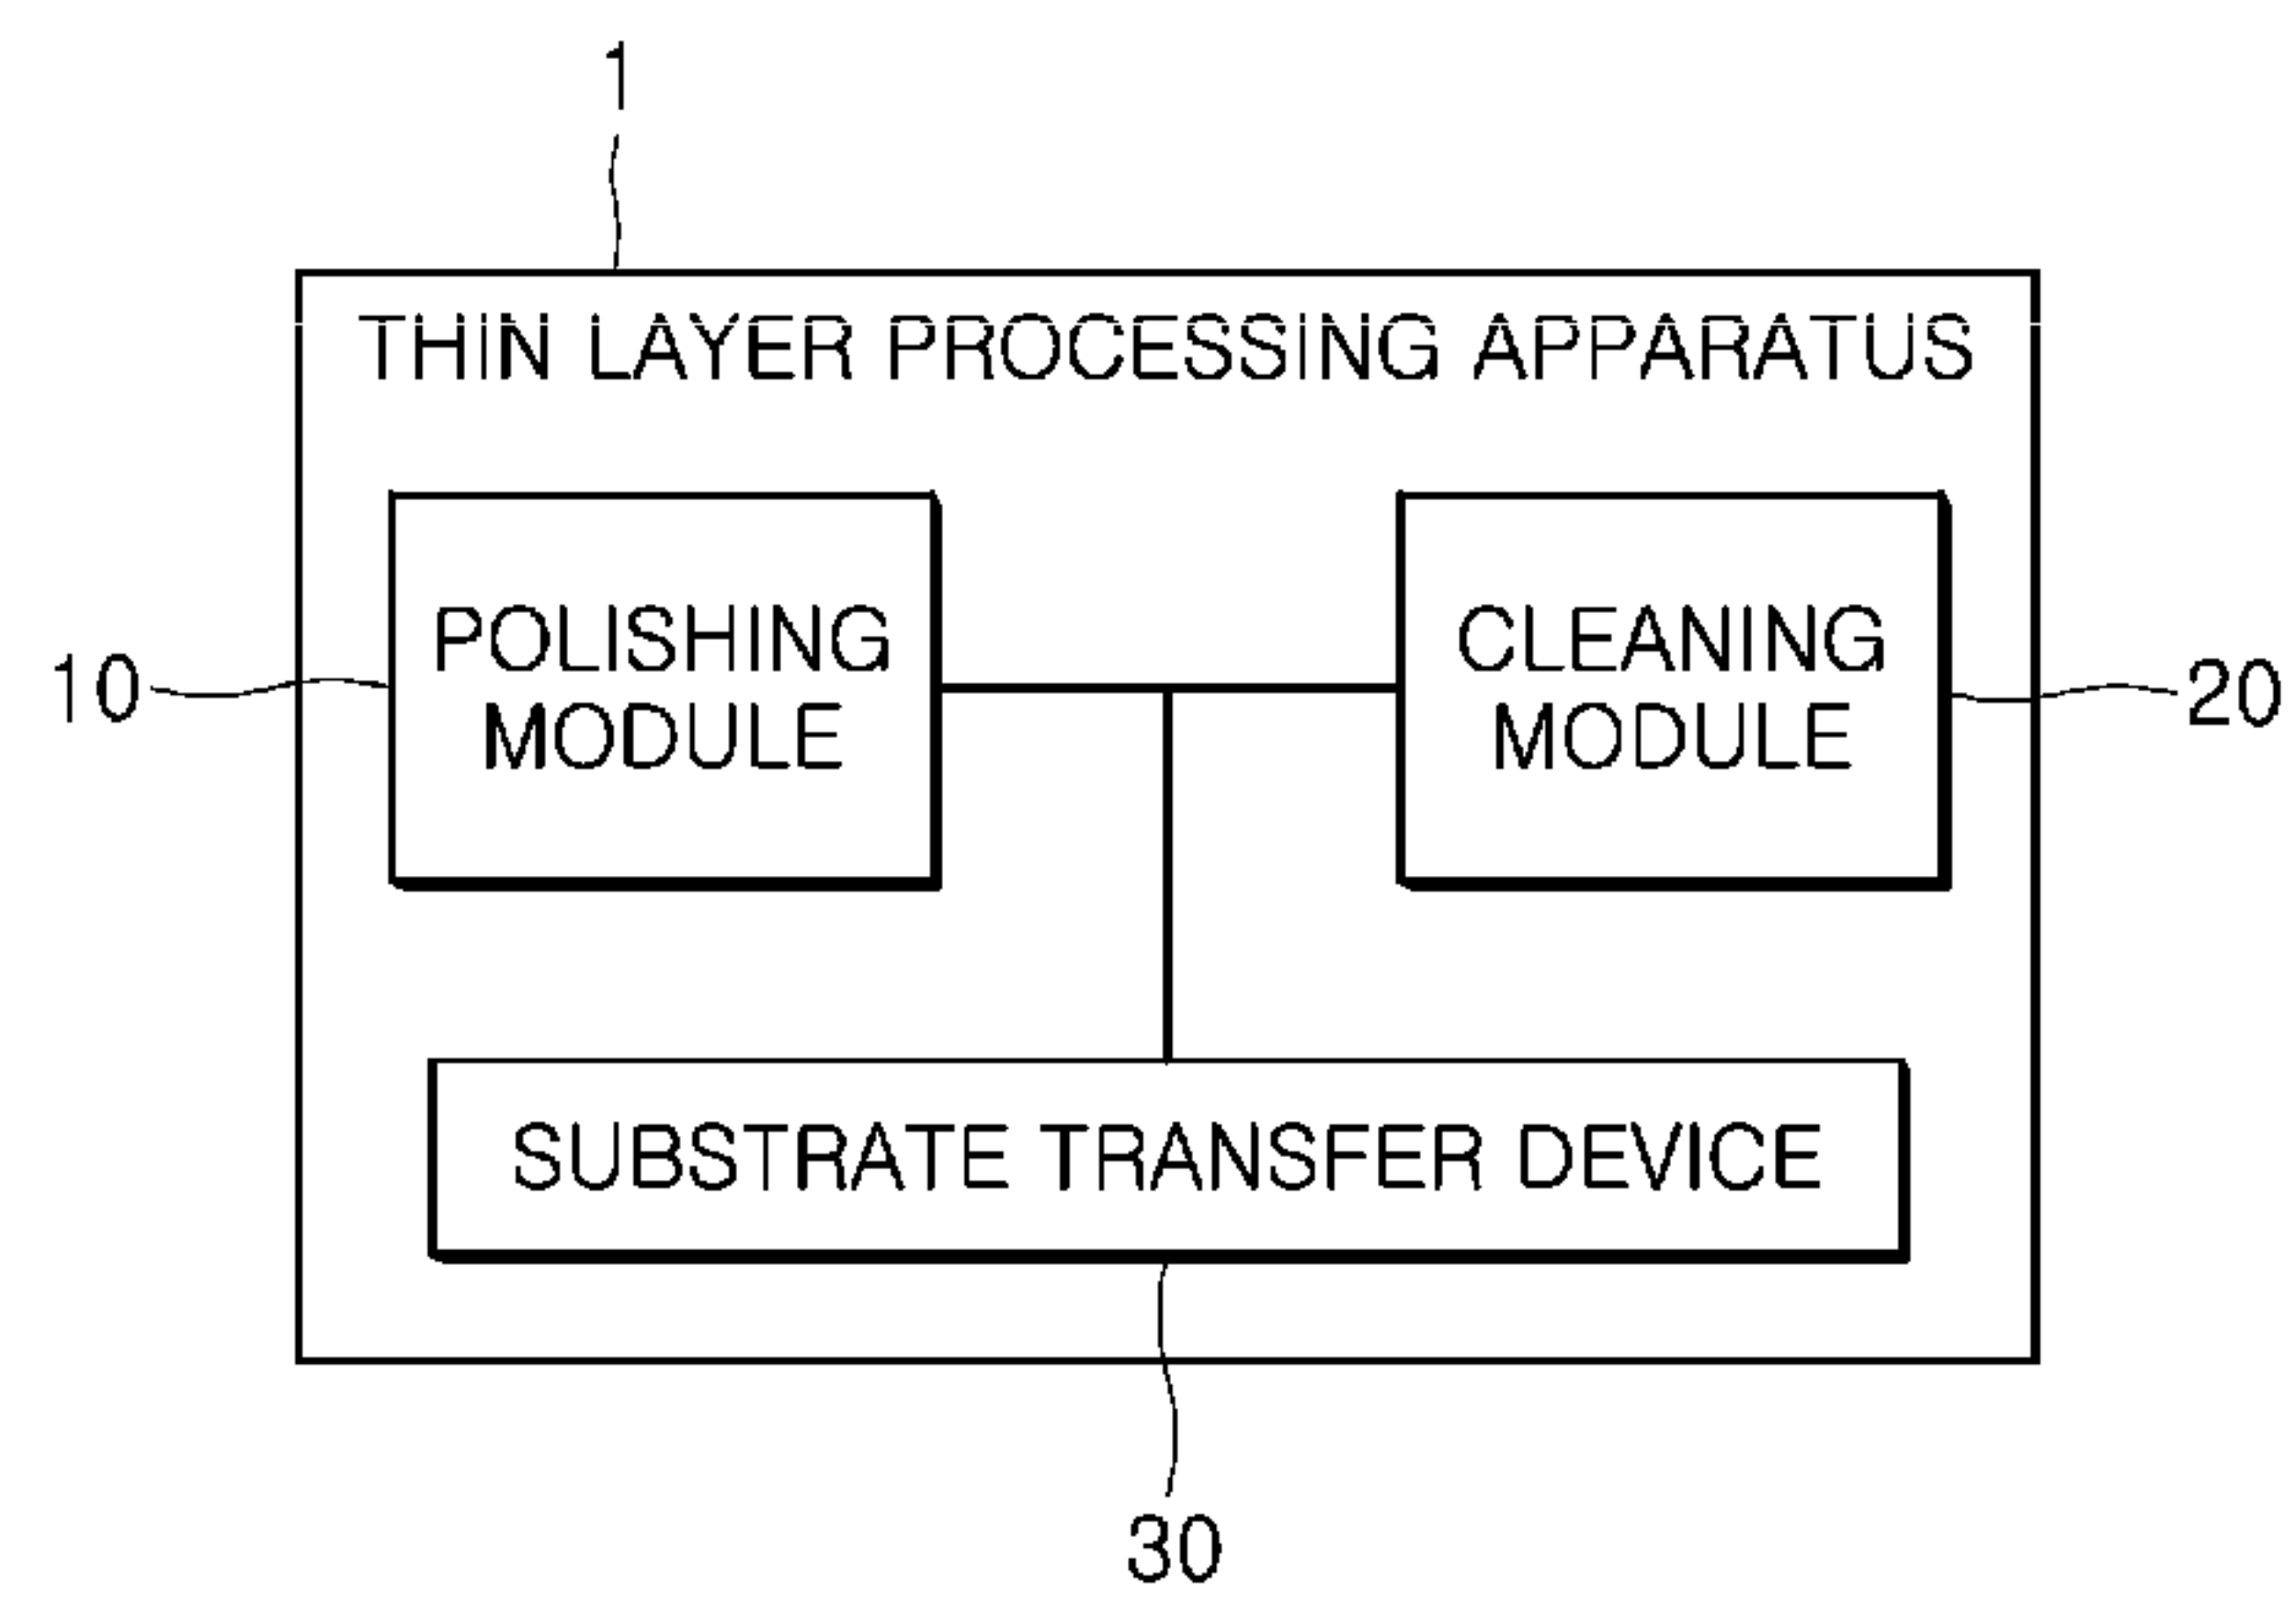 1
THIN LAYER PROCESSING APPARATUS
POLISHING
MODULE
CLEANING
MODULE
10
20
SUBSTRATE TRANSFER DEVICE
30